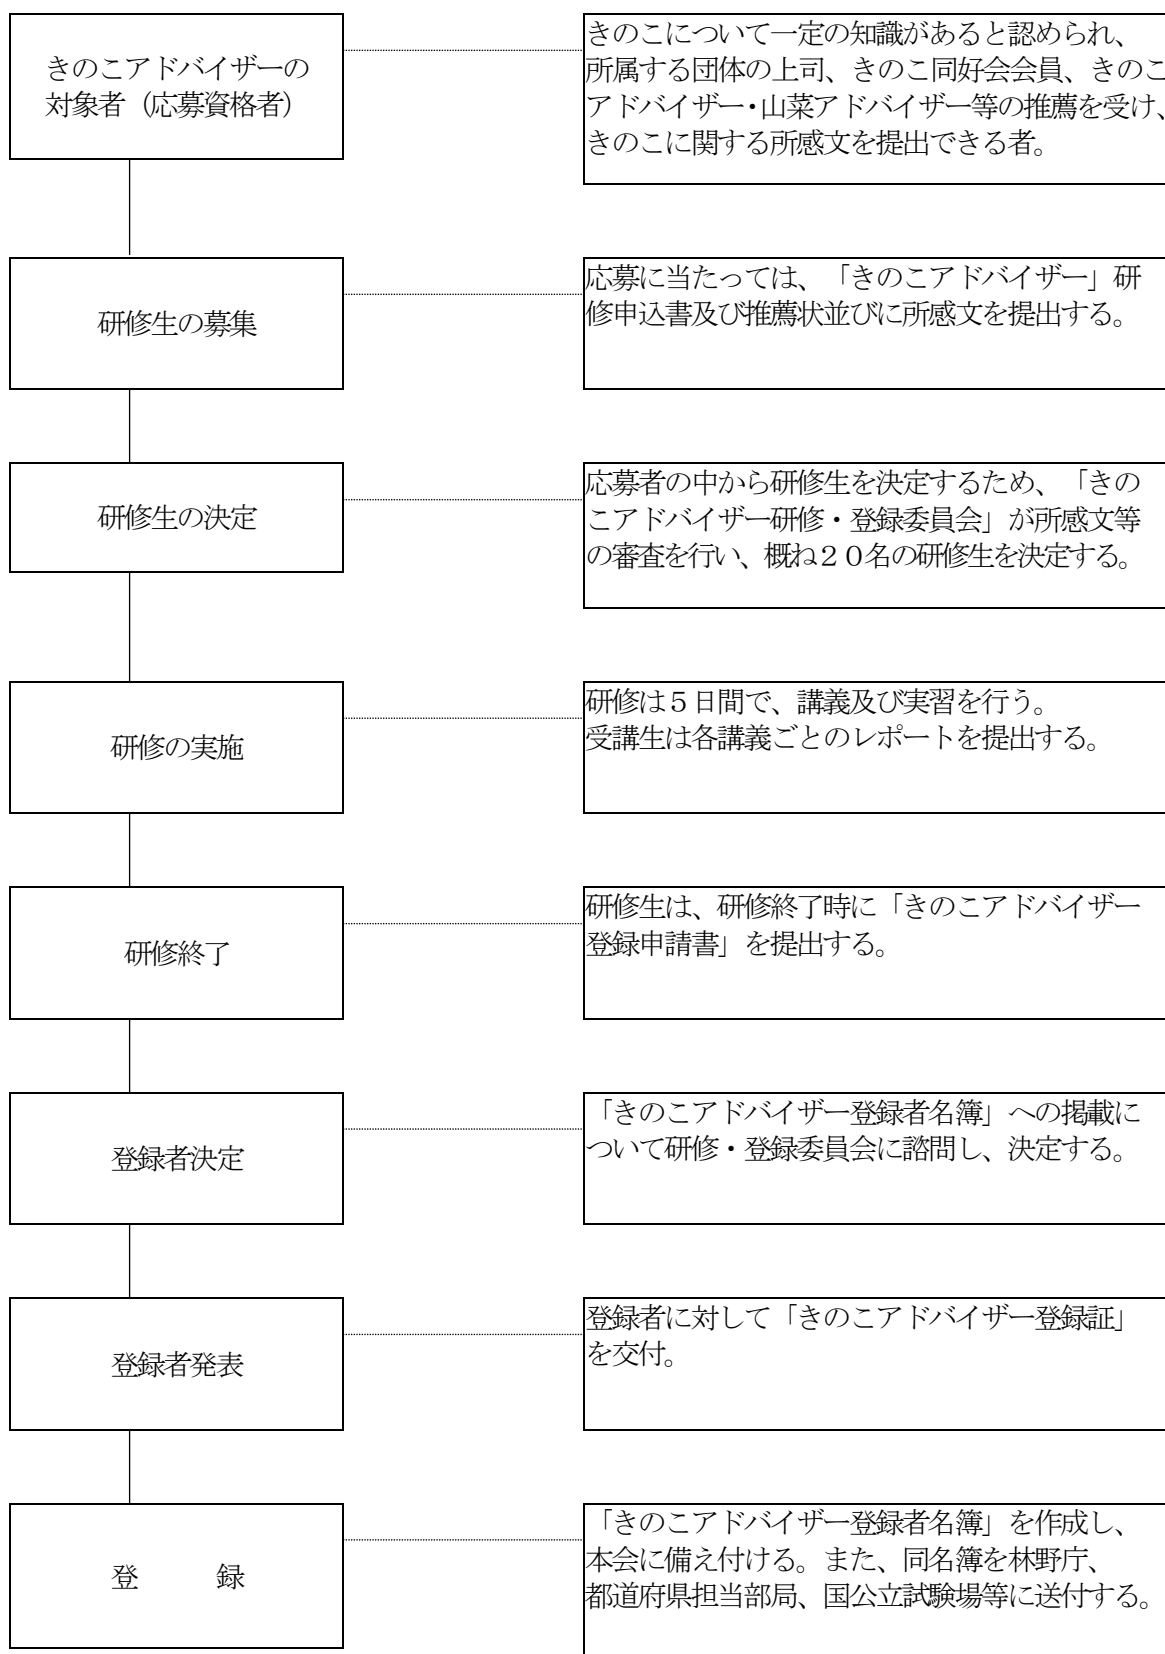 きのこアドバイザーの
対象者（応募資格者）
きのこについて一定の知識があると認められ、
所属する団体の上司、きのこ同好会会員、きのこ
アドバイザー・山菜アドバイザー等の推薦を受け、
きのこに関する所感文を提出できる者。
研修生の募集
応募に当たっては、「きのこアドバイザー」研
修申込書及び推薦状並びに所感文を提出する。
研修生の決定
応募者の中から研修生を決定するため、「きの
こアドバイザー研修・登録委員会」が所感文等
の審査を行い、概ね２０名の研修生を決定する。
研修の実施
研修は５日間で、講義及び実習を行う。
受講生は各講義ごとのレポートを提出する。
研修終了
研修生は、研修終了時に「きのこアドバイザー
登録申請書」を提出する。
登録者決定
「きのこアドバイザー登録者名簿」への掲載に
ついて研修・登録委員会に諮問し、決定する。
登録者発表
登録者に対して「きのこアドバイザー登録証」
を交付。
登　　　録
「きのこアドバイザー登録者名簿」を作成し、
本会に備え付ける。また、同名簿を林野庁、
都道府県担当部局、国公立試験場等に送付する。